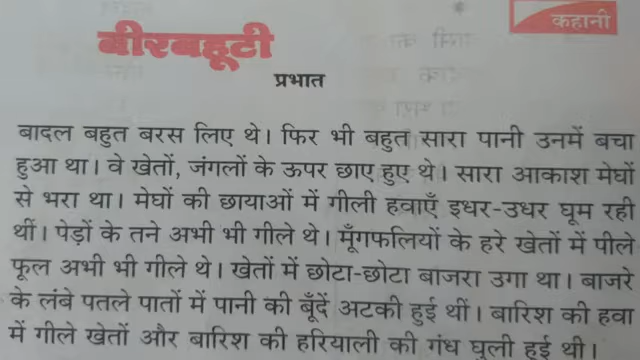 कहानी
बीरबहूटी
प्रभात
बादल बहुत बरस लिए थे। फिर भी बहुत सारा पानी उनमें बचा
हुआ था। वे खेतों, जंगलों के ऊपर छाए हुए थे। सारा आकाश मेघों
से भरा था। मेघों की छायाओं में गीली हवाएँ इधर-उधर घूम रही
थीं। पेड़ों के तने अभी भी गीले थे। मूँगफलियों के हरे खेतों में पीले
फूल अभी भी गीले थे। खेतों में छोटा-छोटा बाजरा उगा था। बाजरे
के लंबे पतले पातों में पानी की बूँदें अटकी हुई थीं। बारिश की हवा
में गीले खेतों और बारिश की हरियाली की गंध घुली हुई थी।